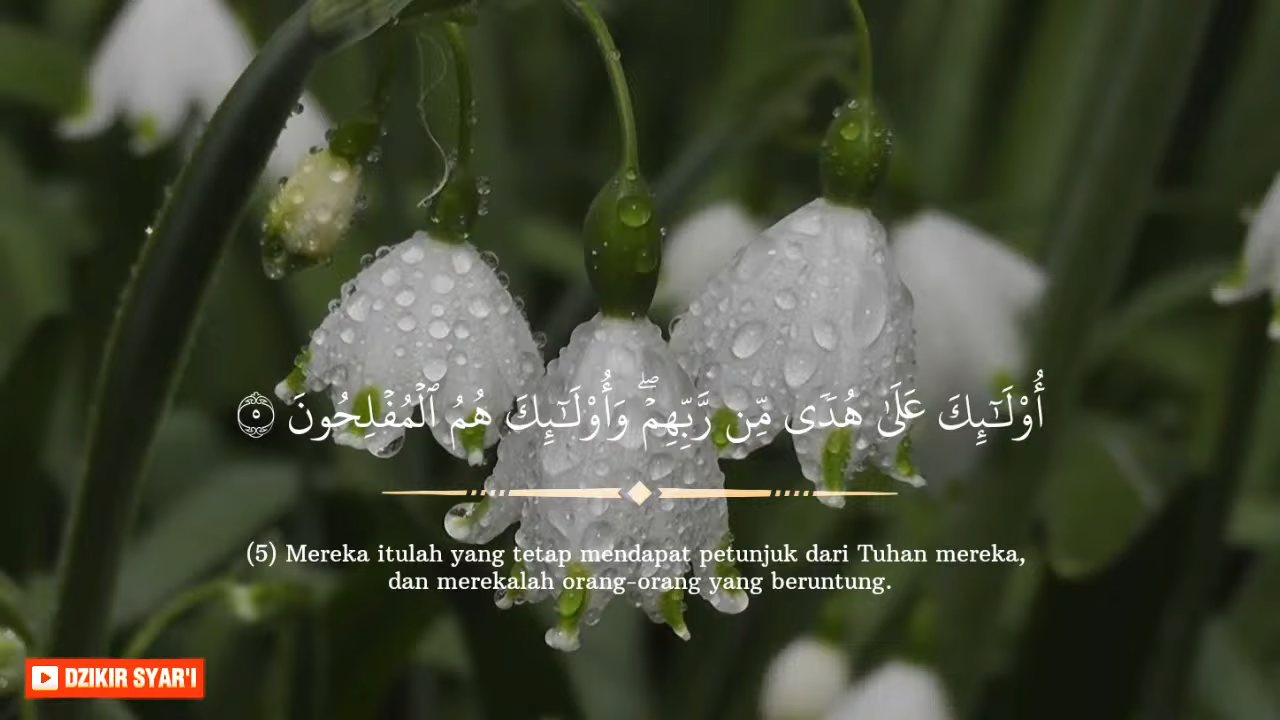 أُو۟لَـٰٓئِكَ عَلَىٰ هُدًى مِّن رَّبِّهِمْ ۖ وَأُو۟لَـٰٓئِكَ هُمُ ٱلْمُفْلِحُونَ ۝٥
(5) Mereka itulah yang tetap mendapat petunjuk dari Tuhan mereka,
dan merekalah orang-orang yang beruntung.
DZIKIR SYAR'I